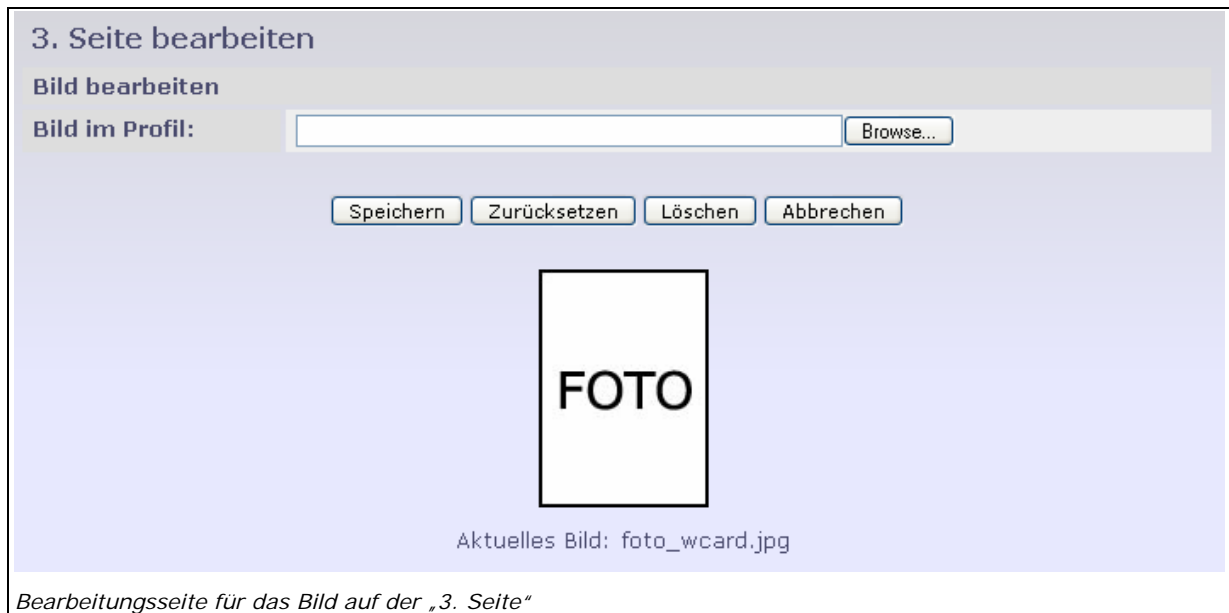 3. Seite bearbeiten
Bild bearbeiten
Bild im Profil: Browse...
Speichern Zurücksetzen Löschen Abbrechen
FOTO
Aktuelles Bild: foto_wcard.jpg
Bearbeitungsseite für das Bild auf der „3. Seite“